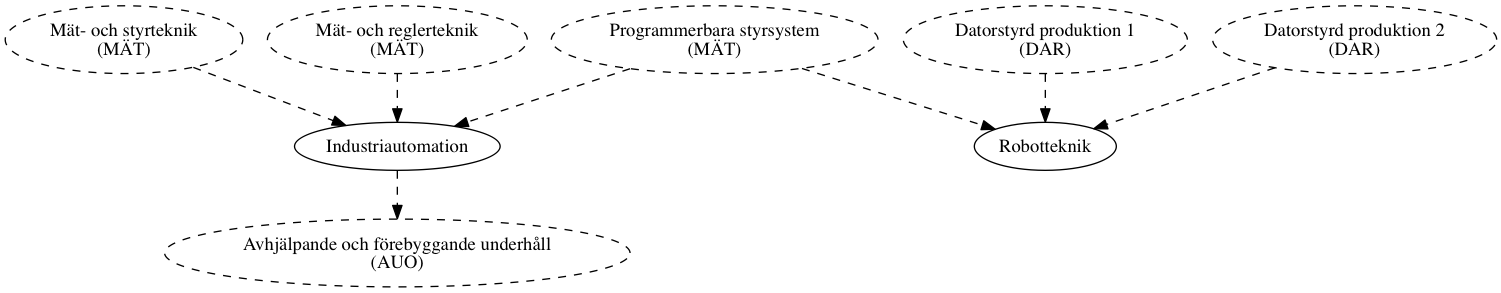 Mät- och styrteknik
(MÄT)
Mät- och reglerteknik
(MÄT)
Programmerbara styrsystem
(MÄT)
Datorstyrd produktion 1
(DAR)
Datorstyrd produktion 2
(DAR)
Industriautomation
Robotteknik
Avhjälpande och förebyggande underhåll
(AUO)